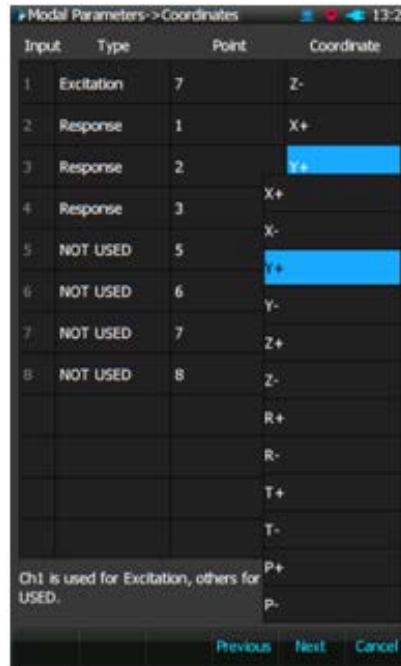 Modal Parameters->Coordinates 13:2
Input Type Point Coordinate
1 Excitation 7 Z-
2 Response 1 X+
3 Response 2 Y+
4 Response 3
5 NOT USED 5
6 NOT USED 6
7 NOT USED 7
8 NOT USED 8
X+
X-
Y+
Y-
Z+
Z-
R+
R-
T+
T-
P+
P-
Ch1 is used for Excitation, others for
USED.
Previous Next Cancel